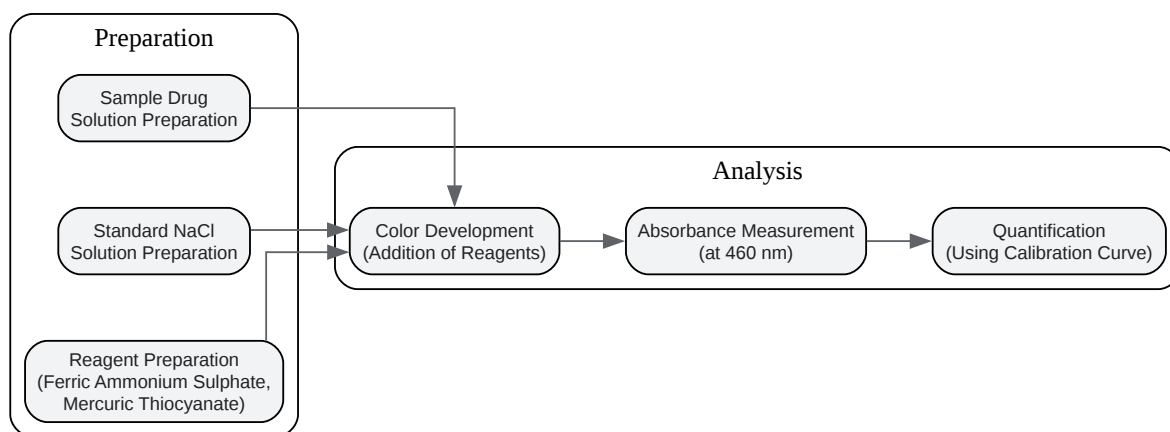 Preparation
Sample Drug
Solution Preparation
Standard NaCl
Solution Preparation
Reagent Preparation
(Ferric Ammonium Sulphate,
Mercuric Thiocyanate)
Analysis
Color Development
(Addition of Reagents)
Absorbance Measurement
(at 460 nm)
Quantification
(Using Calibration Curve)